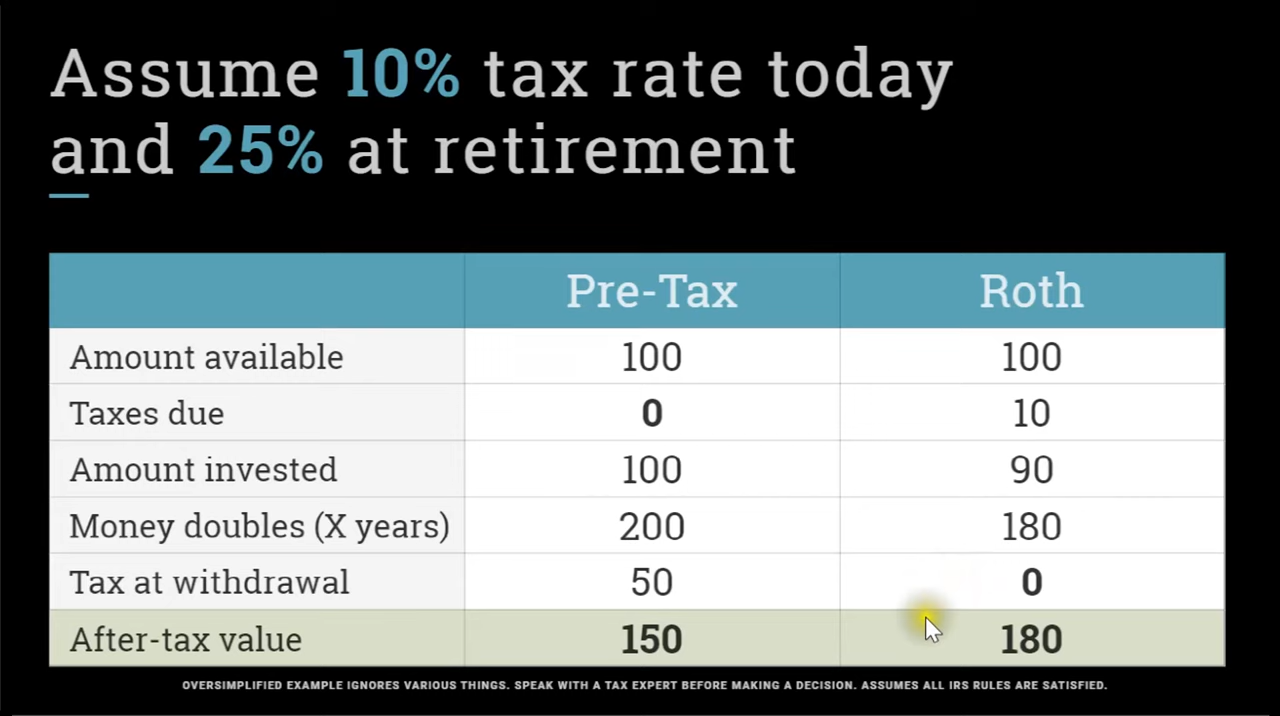 Assume 10% tax rate today
and 25% at retirement
Pre-Tax Roth
Amount available 100 100
Taxes due 0 10
Amount invested 100 90
Money doubles (X years) 200 180
Tax at withdrawal 50 0
After-tax value 150 180
OVERSIMPLIFIED EXAMPLE IGNORES VARIOUS THINGS. SPEAK WITH A TAX EXPERT BEFORE MAKING A DECISION. ASSUMES ALL IRS RULES ARE SATISFIED.